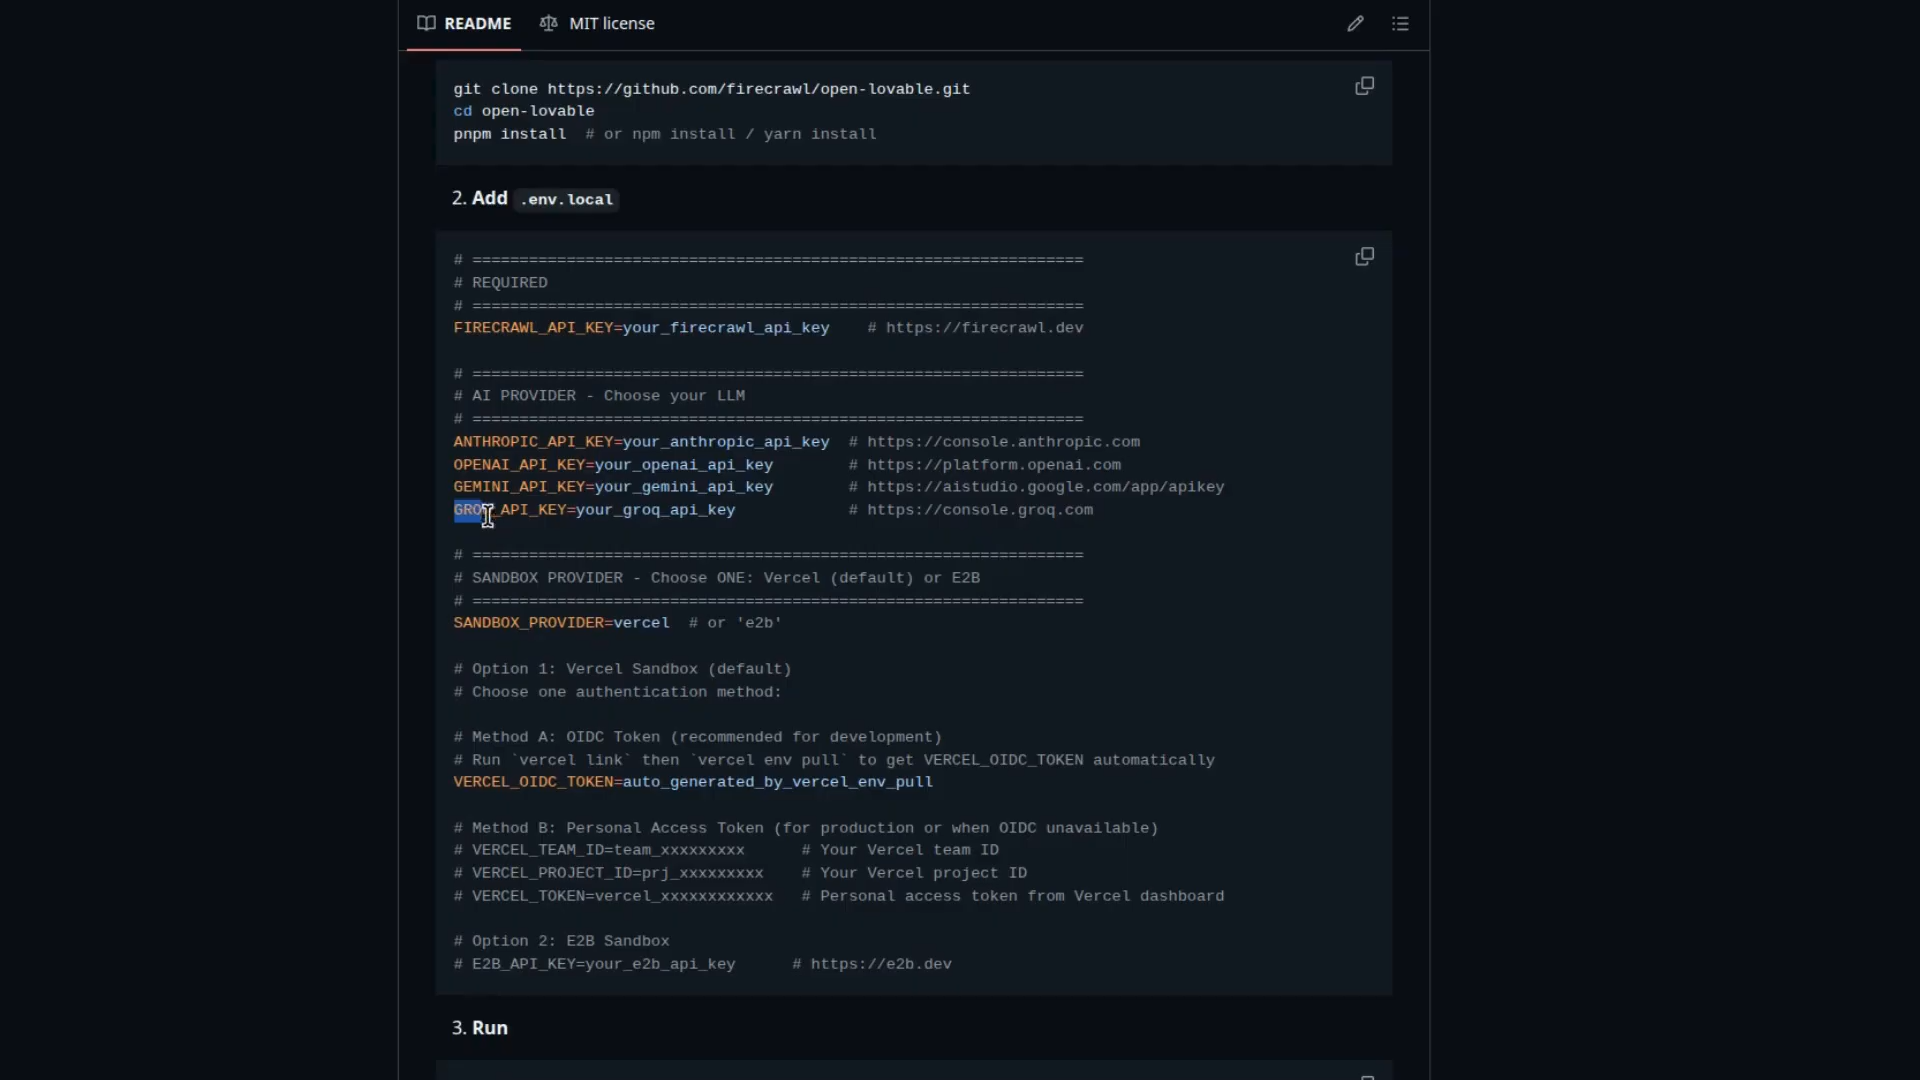 README MIT license
git clone https://github.com/firecrawl/open-lovable.git
cd open-lovable
pnpm install  # or npm install / yarn install
2. Add .env.local
# ====================================================================
# REQUIRED
# ====================================================================
FIRECRAWL_API_KEY=your_firecrawl_api_key    # https://firecrawl.dev
# ====================================================================
# AI PROVIDER - Choose your LLM
# ====================================================================
ANTHROPIC_API_KEY=your_anthropic_api_key  # https://console.anthropic.com
OPENAI_API_KEY=your_openai_api_key        # https://platform.openai.com
GEMINI_API_KEY=your_gemini_api_key        # https://aistudio.google.com/app/apikey
GROQ_API_KEY=your_groq_api_key            # https://console.groq.com
# ====================================================================
# SANDBOX PROVIDER - Choose ONE: Vercel (default) or E2B
# ====================================================================
SANDBOX_PROVIDER=vercel  # or 'e2b'
# Option 1: Vercel Sandbox (default)
# Choose one authentication method:
# Method A: OIDC Token (recommended for development)
# Run `vercel link` then `vercel env pull` to get VERCEL_OIDC_TOKEN automatically
VERCEL_OIDC_TOKEN=auto_generated_by_vercel_env_pull
# Method B: Personal Access Token (for production or when OIDC unavailable)
# VERCEL_TEAM_ID=team_xxxxxxxxx      # Your Vercel team ID
# VERCEL_PROJECT_ID=prj_xxxxxxxxx    # Your Vercel project ID
# VERCEL_TOKEN=vercel_xxxxxxxxxxxx   # Personal access token from Vercel dashboard
# Option 2: E2B Sandbox
# E2B_API_KEY=your_e2b_api_key      # https://e2b.dev
3. Run